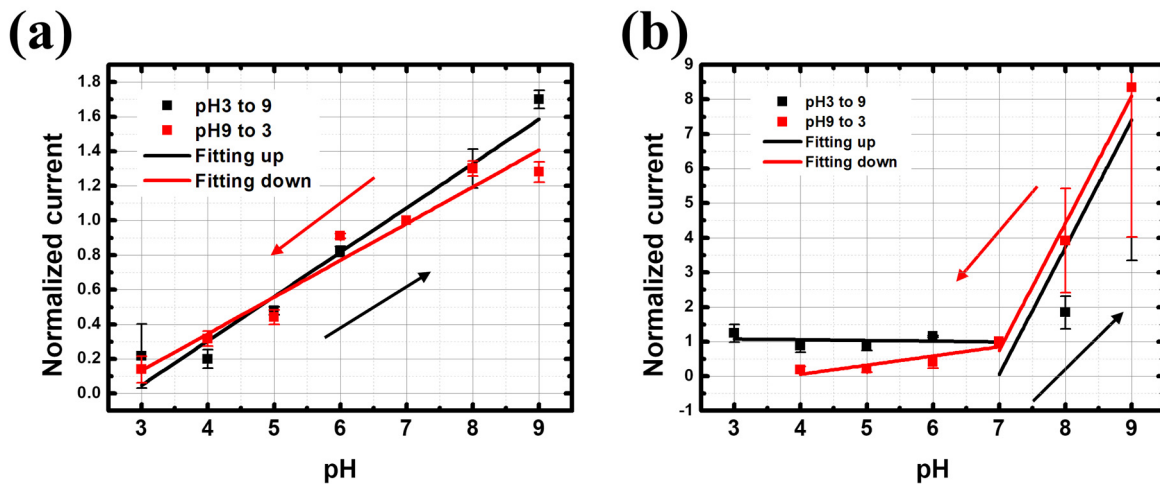 (a)
Normalized current
1.8
1.6
1.4
1.2
1.0
0.8
0.6
0.4
0.2
0.0
pH3 to 9
pH9 to 3
Fitting up
Fitting down
3 4 5 6 7 8 9
pH
(b)
Normalized current
9
8
7
6
5
4
3
2
1
0
-1
pH3 to 9
pH9 to 3
Fitting up
Fitting down
3 4 5 6 7 8 9
pH